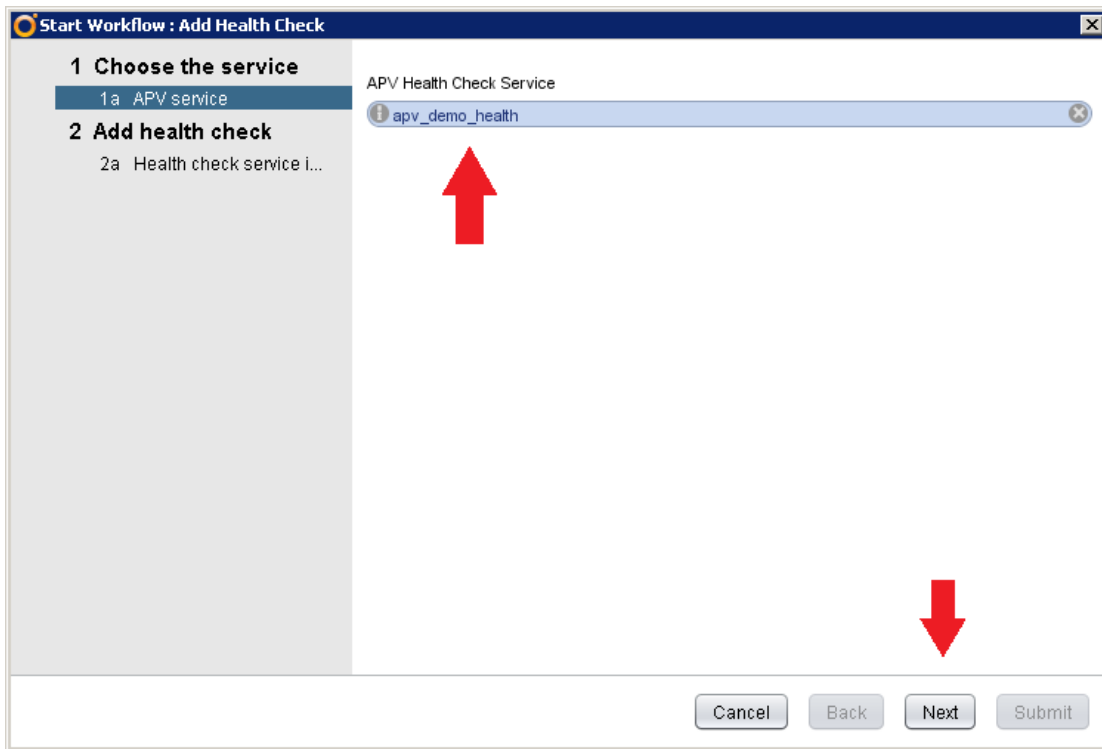 Start Workflow : Add Health Check
1 Choose the service
1a APV service
2 Add health check
2a Health check service i...
APV Health Check Service
apv_demo_health
Cancel
Back
Next
Submit